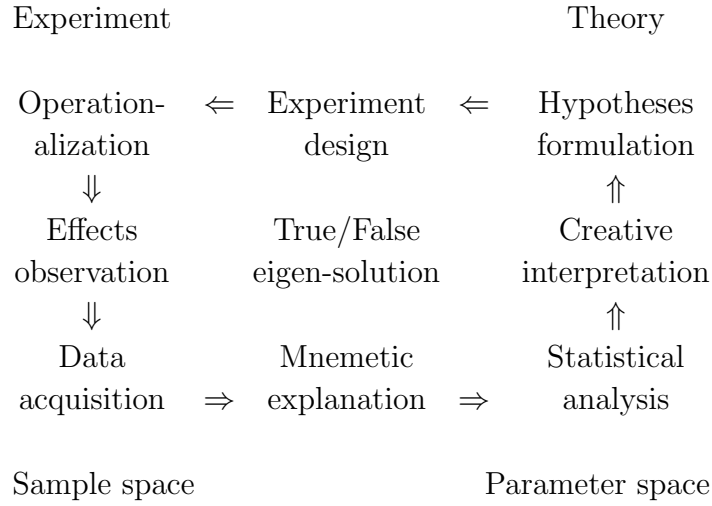 Experiment Theory
Operation- ⇐ Experiment ⇐ Hypotheses
alization design formulation
⇓ ⇑
Effects True/False Creative
observation eigen-solution interpretation
⇓ ⇑
Data Mnemetic Statistical
acquisition ⇒ explanation ⇒ analysis
Sample space Parameter space